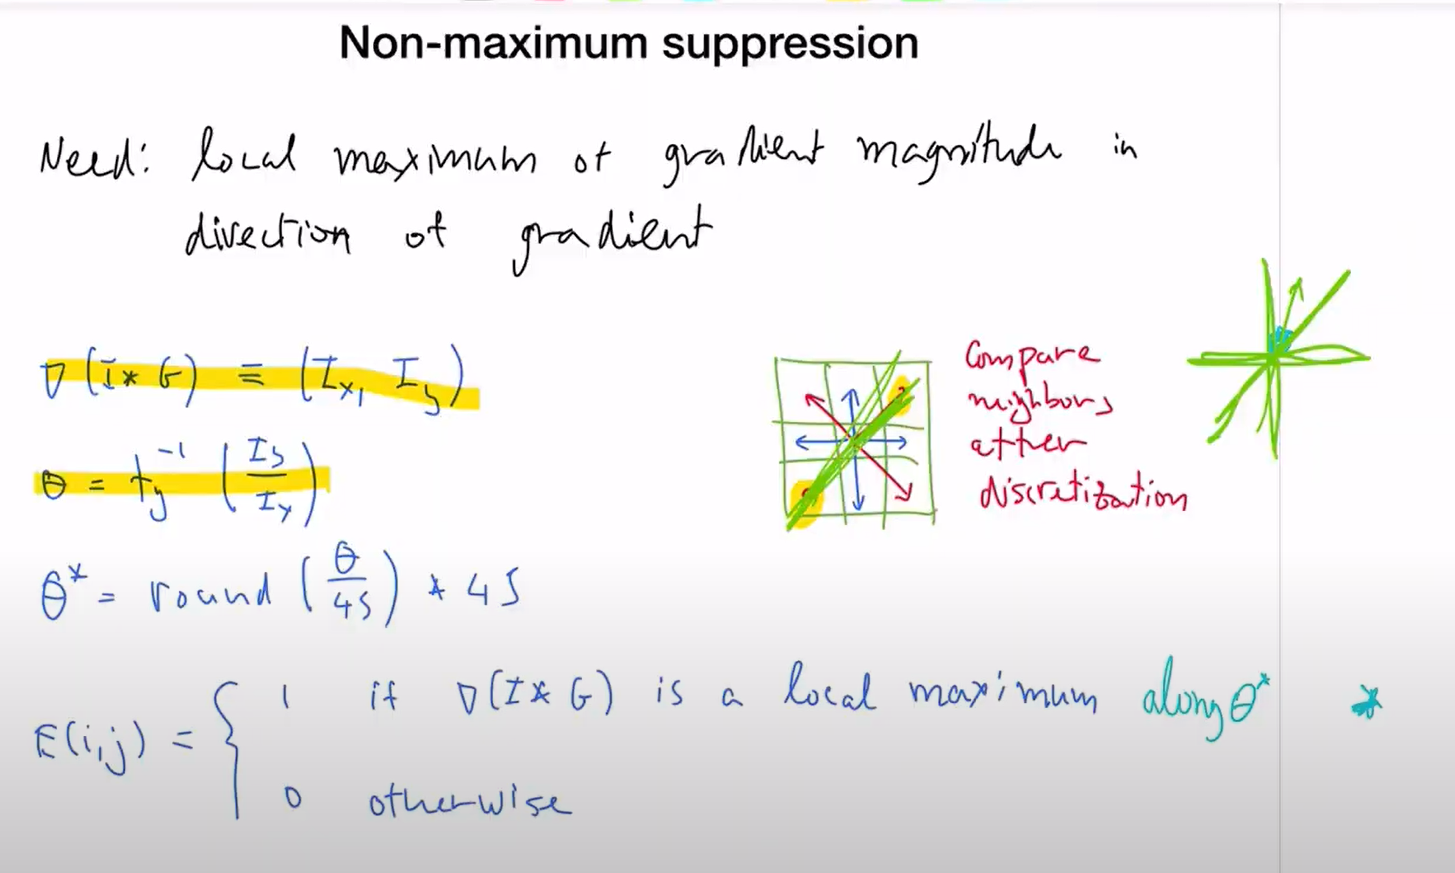 Non-maximum suppression
Need: local maximum of gradient magnitude in
direction of gradient
∇(I * G) ≡ (Ix, Iy)
θ = tg⁻¹ (Iy / Ix)
Compare
neighbors
after
discretization
θ* = round (θ / 45) * 45
E(i,j) = { 1 if ∇(I * G) is a local maximum along θ* *
0 otherwise